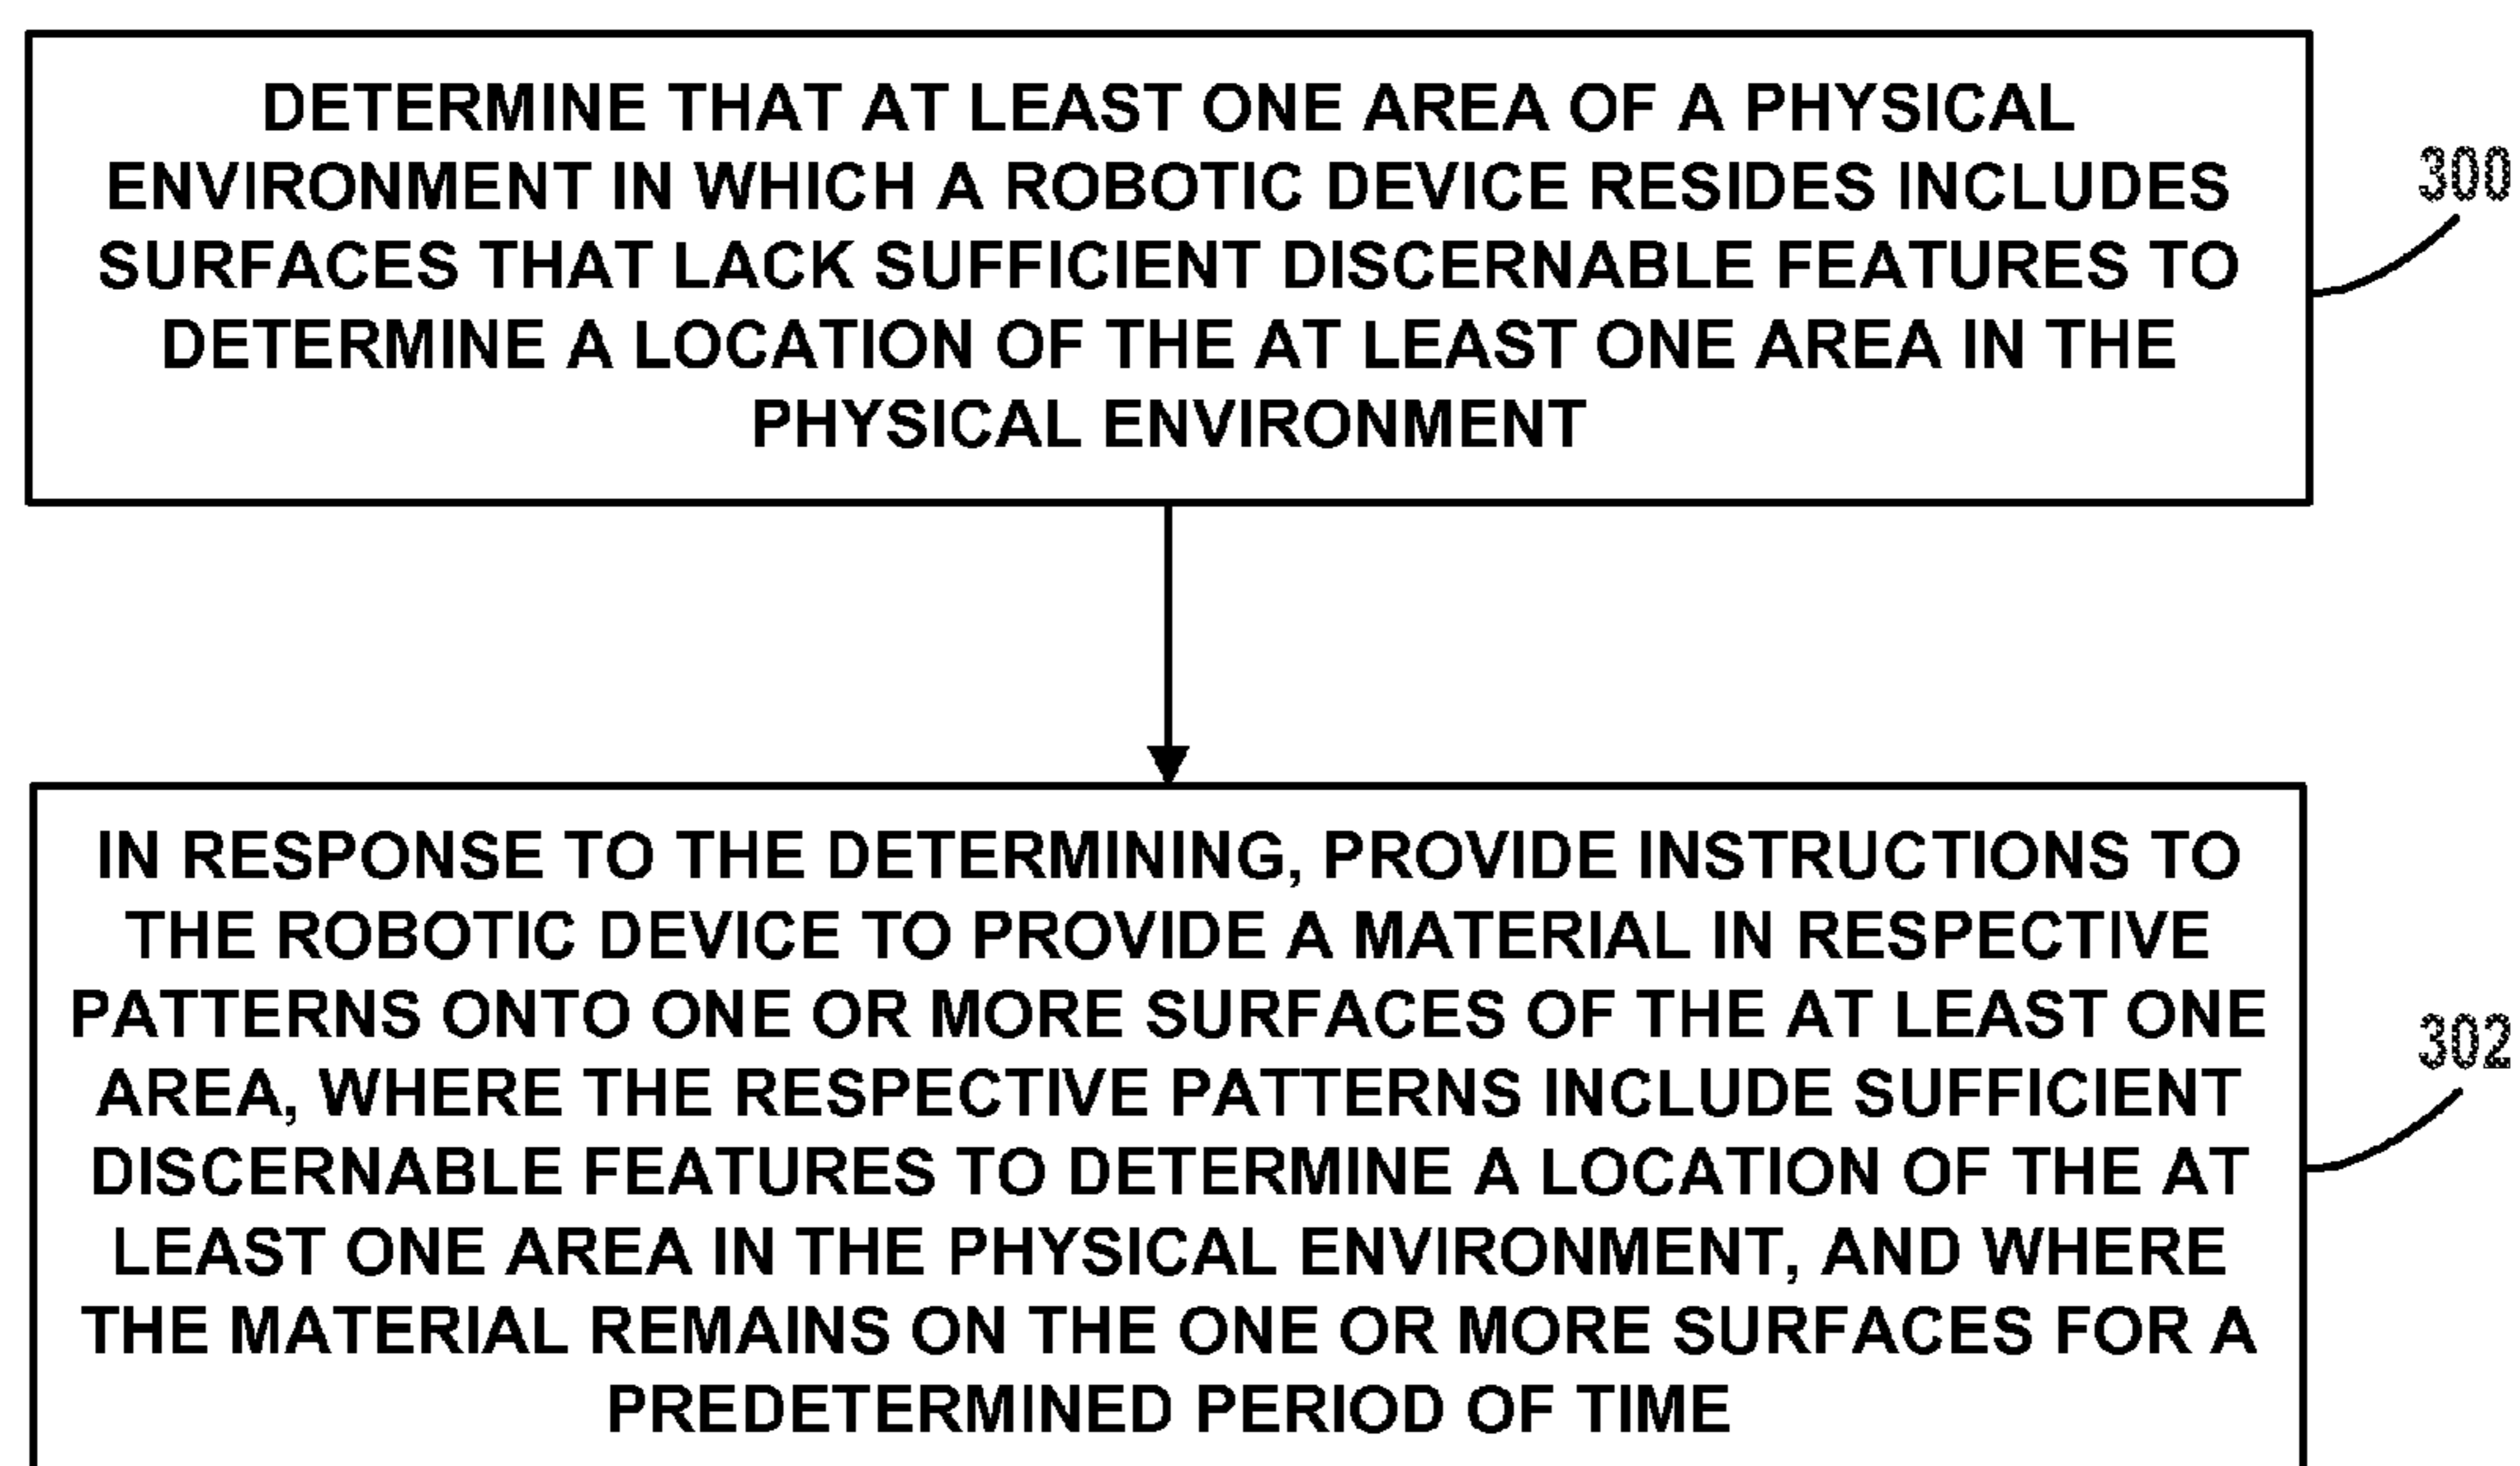 DETERMINE THAT AT LEAST ONE AREA OF A PHYSICAL
ENVIRONMENT IN WHICH A ROBOTIC DEVICE RESIDES INCLUDES
SURFACES THAT LACK SUFFICIENT DISCERNABLE FEATURES TO
DETERMINE A LOCATION OF THE AT LEAST ONE AREA IN THE
PHYSICAL ENVIRONMENT
300
IN RESPONSE TO THE DETERMINING, PROVIDE INSTRUCTIONS TO
THE ROBOTIC DEVICE TO PROVIDE A MATERIAL IN RESPECTIVE
PATTERNS ONTO ONE OR MORE SURFACES OF THE AT LEAST ONE
AREA, WHERE THE RESPECTIVE PATTERNS INCLUDE SUFFICIENT
DISCERNABLE FEATURES TO DETERMINE A LOCATION OF THE AT
LEAST ONE AREA IN THE PHYSICAL ENVIRONMENT, AND WHERE
THE MATERIAL REMAINS ON THE ONE OR MORE SURFACES FOR A
PREDETERMINED PERIOD OF TIME
302